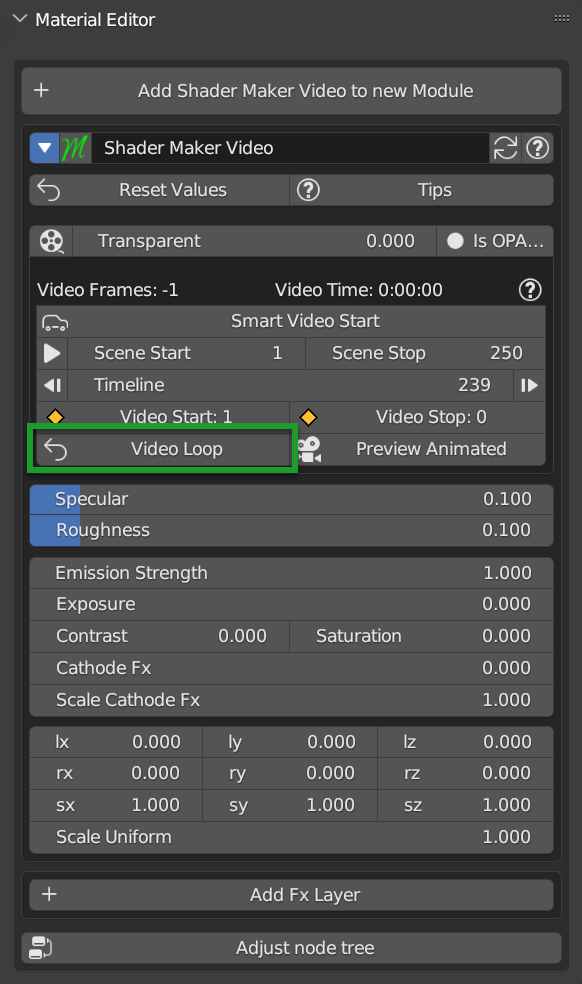 Material Editor
Add Shader Maker Video to new Module
Shader Maker Video
Reset Values Tips
Transparent 0.000 Is OPA...
Video Frames: -1 Video Time: 0:00:00
Smart Video Start
Scene Start 1 Scene Stop 250
Timeline 239
Video Start: 1 Video Stop: 0
Video Loop Preview Animated
Specular 0.100
Roughness 0.100
Emission Strength 1.000
Exposure 0.000
Contrast 0.000 Saturation 0.000
Cathode Fx 0.000
Scale Cathode Fx 1.000
lx 0.000 ly 0.000 lz 0.000
rx 0.000 ry 0.000 rz 0.000
sx 1.000 sy 1.000 sz 1.000
Scale Uniform 1.000
Add Fx Layer
Adjust node tree